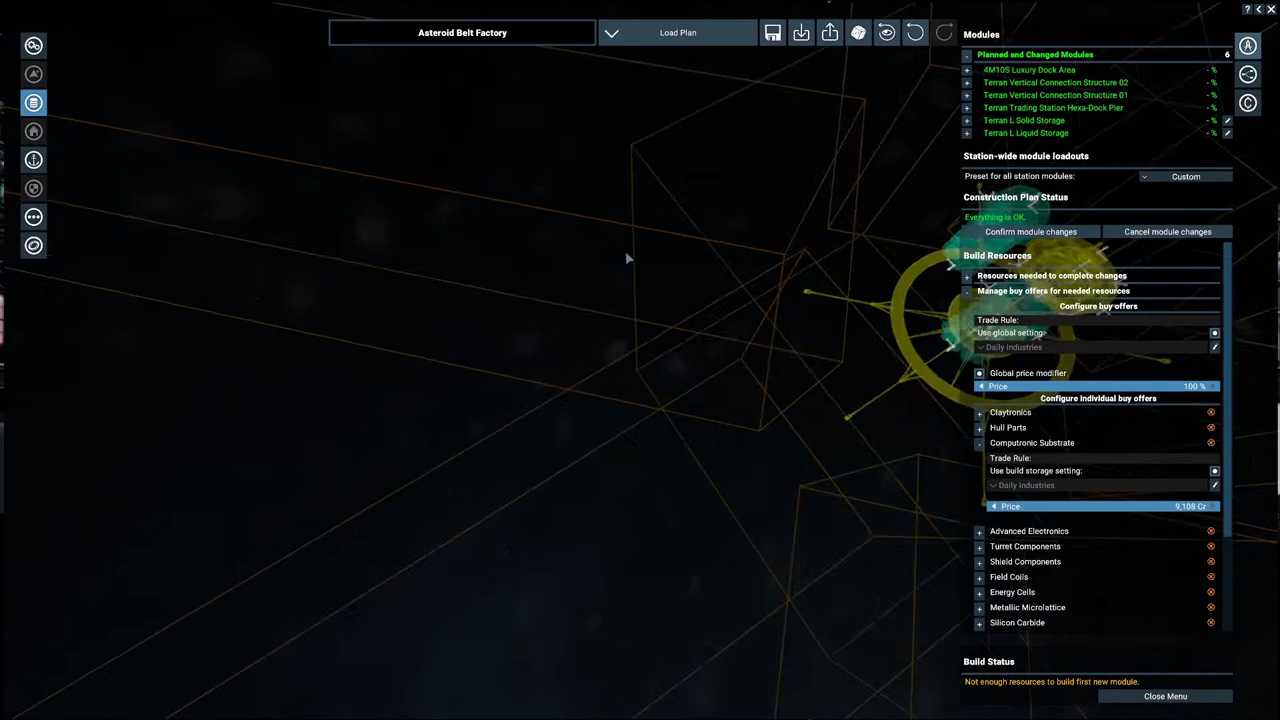 Asteroid Belt Factory
Load Plan
Modules
Planned and Changed Modules 6
4M10S Luxury Dock Area - %
Terran Vertical Connection Structure 02 - %
Terran Vertical Connection Structure 01 - %
Terran Trading Station Hexa-Dock Pier - %
Terran L Solid Storage - %
Terran L Liquid Storage - %
Station-wide module loadouts
Preset for all station modules: Custom
Construction Plan Status
Everything is OK.
Confirm module changes Cancel module changes
Build Resources
Resources needed to complete changes
Manage buy offers for needed resources
Configure buy offers
Trade Rule:
Use global setting:
Daily Industries
Global price modifier
Price 100 %
Configure individual buy offers
Claytronics
Hull Parts
Computronic Substrate
Trade Rule:
Use build storage setting:
Daily Industries
Price 9,108 Cr
Advanced Electronics
Turret Components
Shield Components
Field Coils
Energy Cells
Metallic Microlattice
Silicon Carbide
Build Status
Not enough resources to build first new module.
Close Menu